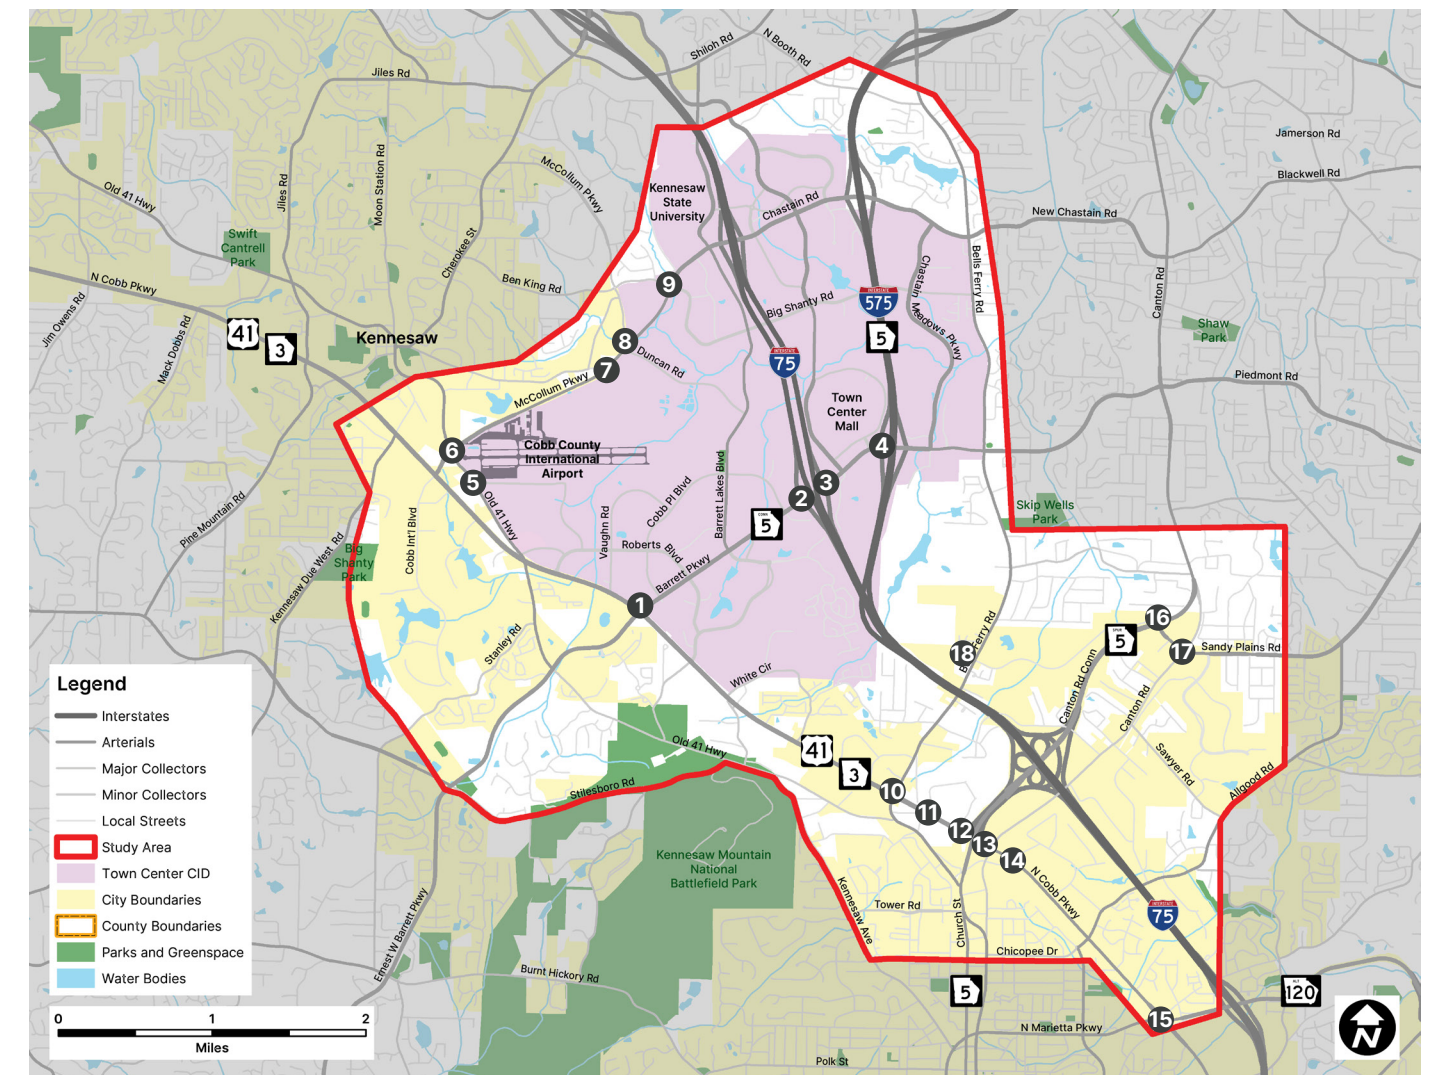 Shiloh Rd
N Booth Rd
Jiles Rd
Jamerson Rd
McCollum Pkwy
Moon Station Rd
Jiles Rd
Old 41 Hwy
Blackwell Rd
Kennesaw
State
University
Chastain Rd
New Chastain Rd
Swift
Cantrell
Park
Cherokee St
Bells Ferry Rd
Canton Rd
N Cobb Pkwy
Ben King Rd
9
Chastain Meadows Pkwy
Big Shanty Rd
INTERSTATE
575
Jim Owens Rd
41
3
Mack Dobbs Rd
Kennesaw
8
7
Duncan Rd
INTERSTATE
75
5
Shaw
Park
McCollum Pkwy
Piedmont Rd
Town
Center
Mall
4
6
Cobb County
International
Airport
5
Old 41 Hwy
Cobb Pl Blvd
Barrett Lakes Blvd
3
2
5
Skip Wells
Park
Pine Mountain Rd
Cobb Int'l Blvd
Vaughn Rd
Roberts Blvd
Barrett Pkwy
Big
Shanty
Park
Kennesaw Due West Rd
1
16
5
17
Sandy Plains Rd
18
Ferry Rd
Stanley Rd
White Cir
Canton Rd Conn
Canton Rd
Old 41 Hwy
41
3
Sawyer Rd
Allgood Rd
Stilesboro Rd
10
11
12
13
14
Kennesaw Mountain
National
Battlefield Park
N Cobb Pkwy
Kennesaw Ave
Tower Rd
Church St
INTERSTATE
75
Ernest W Barrett Pkwy
Chicopee Dr
Burnt Hickory Rd
5
ALT
120
15
N Marietta Pkwy
Polk St
N
Legend
Interstates
Arterials
Major Collectors
Minor Collectors
Local Streets
Study Area
Town Center CID
City Boundaries
County Boundaries
Parks and Greenspace
Water Bodies
0 1 2
Miles